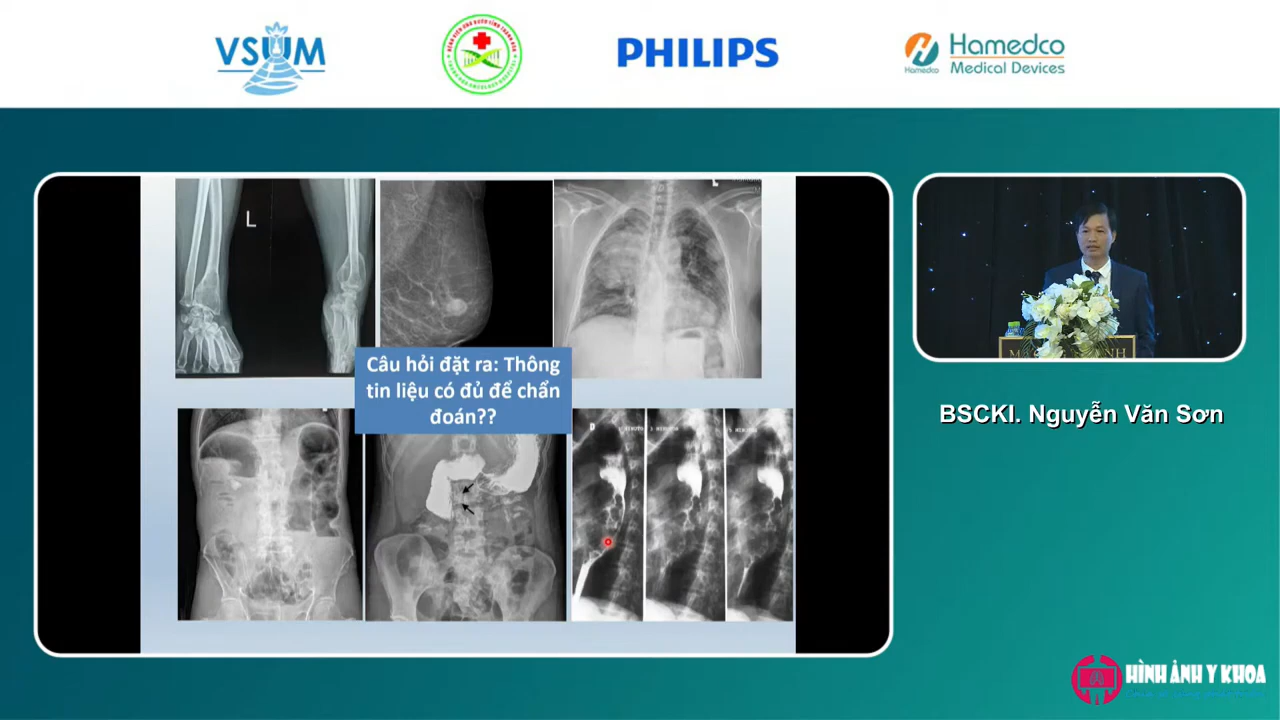 VSUM
PHILIPS
Hamedco
Hamedco
Medical Devices
L
Câu hỏi đặt ra: Thông
tin liệu có đủ để chẩn
đoán??
D
BSCKI. Nguyễn Văn Sơn
HÌNH ẢNH Y KHOA